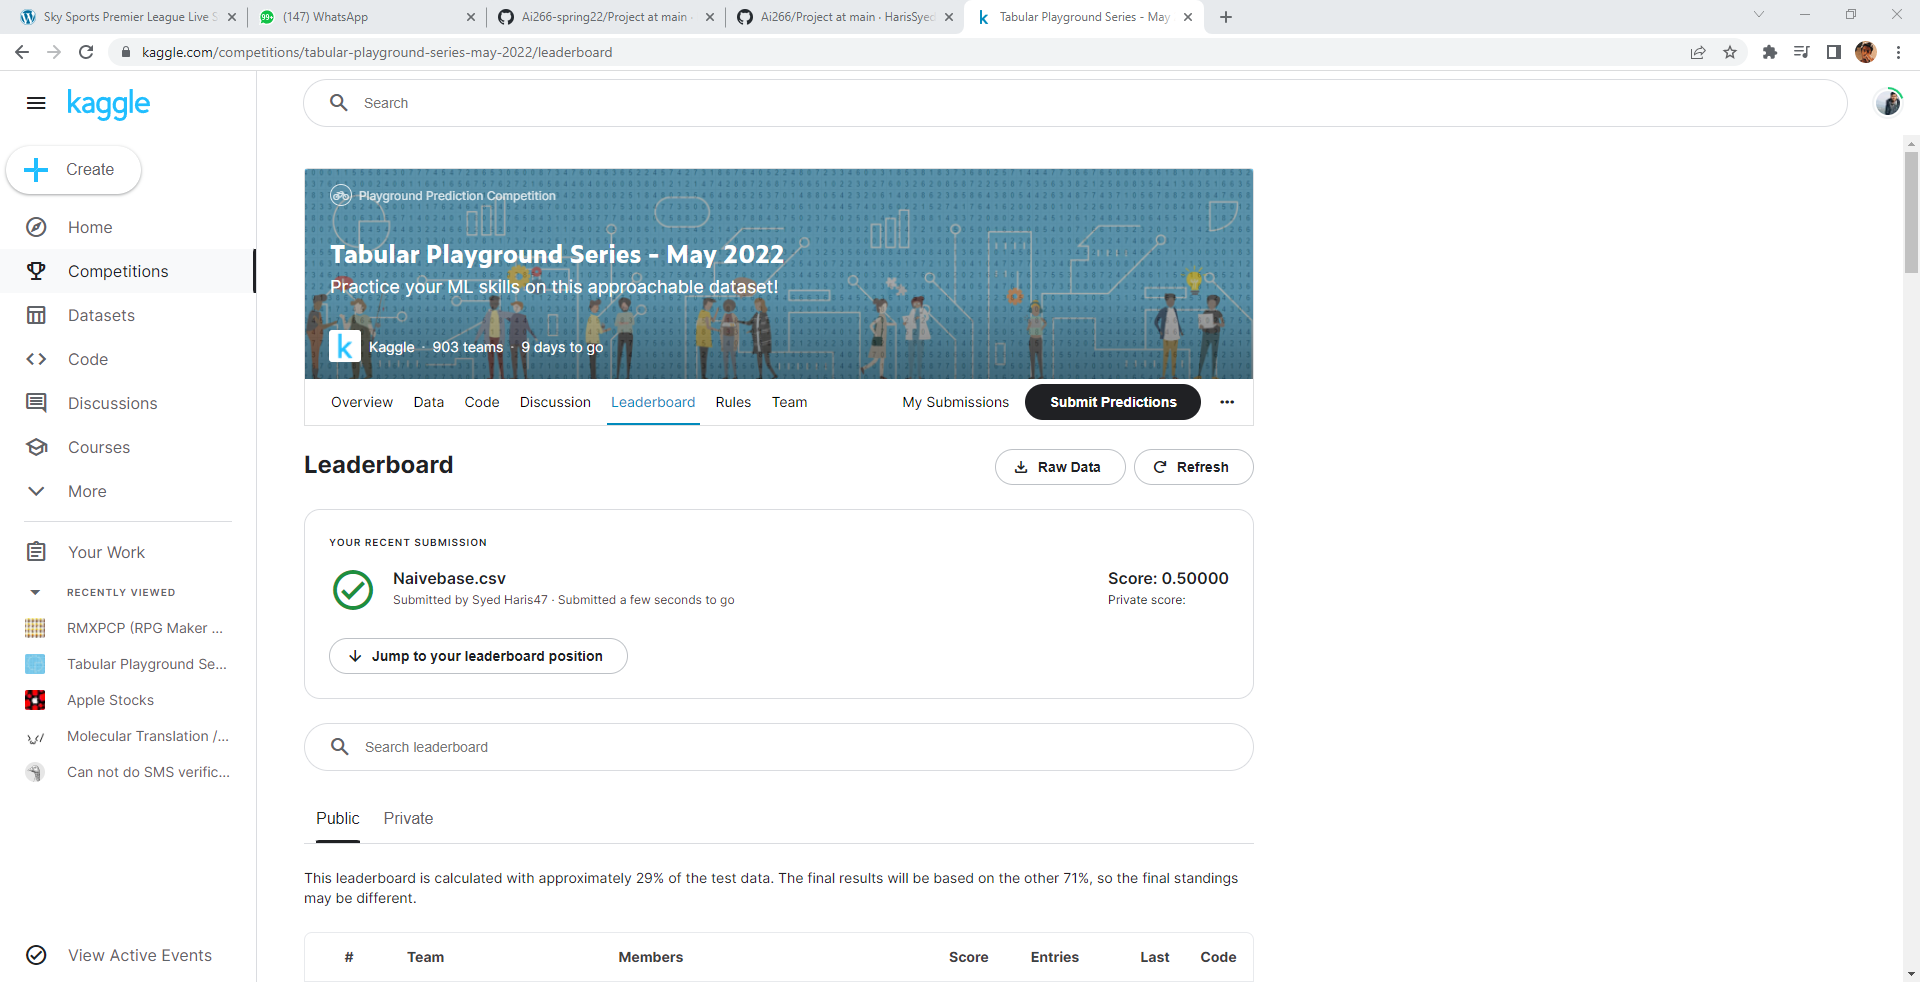 Sky Sports Premier League Live S
99+ (147) WhatsApp
Ai266-spring22/Project at main ·
Ai266/Project at main · HarisSyed
k Tabular Playground Series - May
kaggle.com/competitions/tabular-playground-series-may-2022/leaderboard
kaggle
Search
Create
Home
Competitions
Datasets
Code
Discussions
Courses
More
Your Work
RECENTLY VIEWED
RMXPCP (RPG Maker ...
Tabular Playground Se...
Apple Stocks
Molecular Translation /...
Can not do SMS verific...
View Active Events
Playground Prediction Competition
Tabular Playground Series - May 2022
Practice your ML skills on this approachable dataset!
k Kaggle · 903 teams · 9 days to go
Overview Data Code Discussion Leaderboard Rules Team My Submissions Submit Predictions
Leaderboard
Raw Data
Refresh
YOUR RECENT SUBMISSION
Naivebase.csv
Submitted by Syed Haris47 · Submitted a few seconds to go
Score: 0.50000
Private score:
Jump to your leaderboard position
Search leaderboard
Public Private
This leaderboard is calculated with approximately 29% of the test data. The final results will be based on the other 71%, so the final standings
may be different.
# Team Members Score Entries Last Code